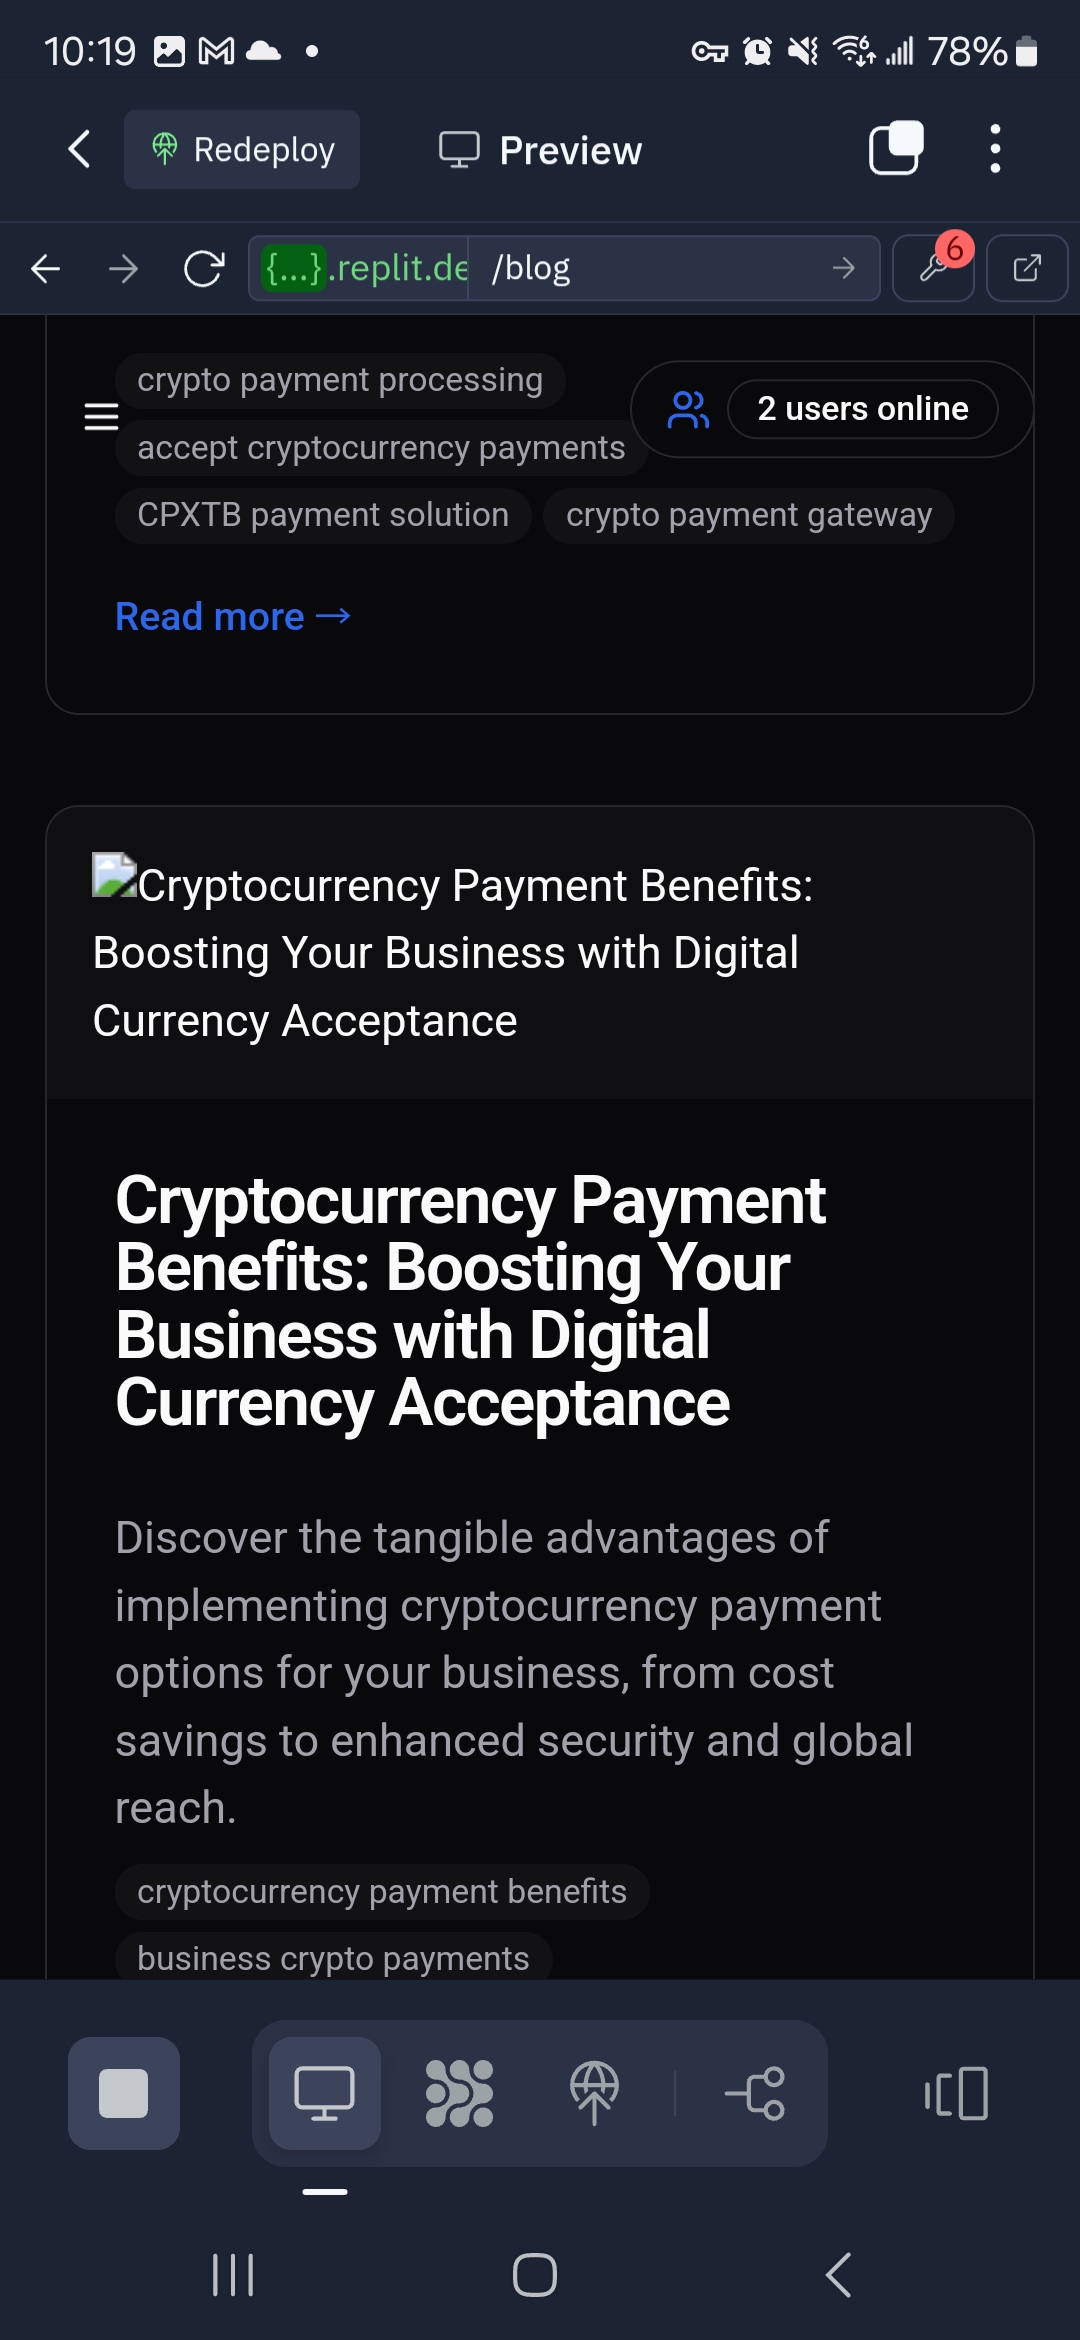 10:19
78%
Redeploy
Preview
{...}.replit.de
/blog
6
crypto payment processing
2 users online
accept cryptocurrency payments
CPXTB payment solution
crypto payment gateway
Read more →
Cryptocurrency Payment Benefits:
Boosting Your Business with Digital
Currency Acceptance
Cryptocurrency Payment
Benefits: Boosting Your
Business with Digital
Currency Acceptance
Discover the tangible advantages of
implementing cryptocurrency payment
options for your business, from cost
savings to enhanced security and global
reach.
cryptocurrency payment benefits
business crypto payments